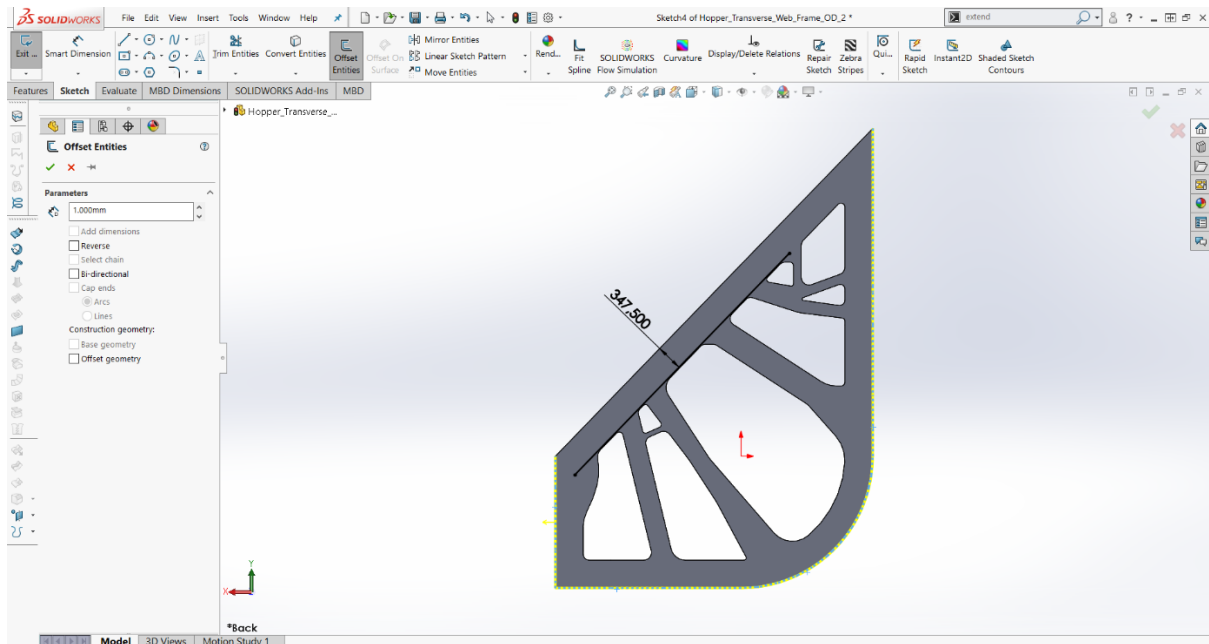 SOLIDWORKS File Edit View Insert Tools Window Help Sketch4 of Hopper_Transverse_Web_Frame_OD_2 * extend
Exit ... Smart Dimension Trim Entities Convert Entities Offset Entities Offset On Surface Mirror Entities Linear Sketch Pattern Move Entities Rend... Fit Spline SOLIDWORKS Flow Simulation Curvature Display/Delete Relations Repair Sketch Zebra Stripes Qui... Rapid Sketch Instant2D Shaded Sketch Contours
Features Sketch Evaluate MBD Dimensions SOLIDWORKS Add-Ins MBD
Hopper_Transverse_...
Offset Entities
Parameters
1.000mm
Add dimensions
Reverse
Select chain
Bi-directional
Cap ends
Arcs
Lines
Construction geometry:
Base geometry
Offset geometry
347,500
Y
X
*Back
Model 3D Views Motion Study 1